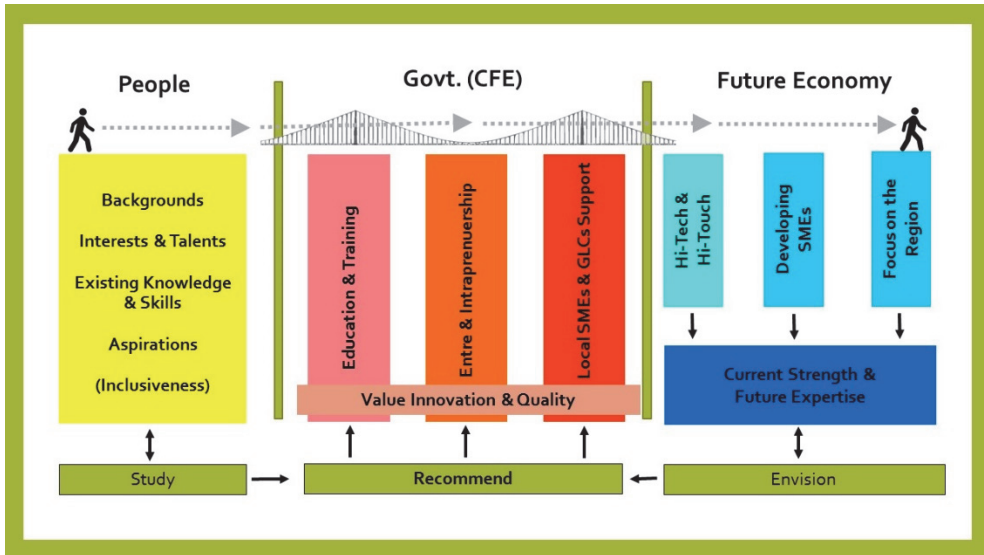 People
Govt. (CFE)
Future Economy
Backgrounds
Interests & Talents
Existing Knowledge
& Skills
Aspirations
(Inclusiveness)
Education & Training
Entre & Intraprenuership
Local SMEs & GLCs Support
Value Innovation & Quality
Hi-Tech &
Hi-Touch
Developing
SMEs
Focus on the
Region
Current Strength &
Future Expertise
Study
Recommend
Envision